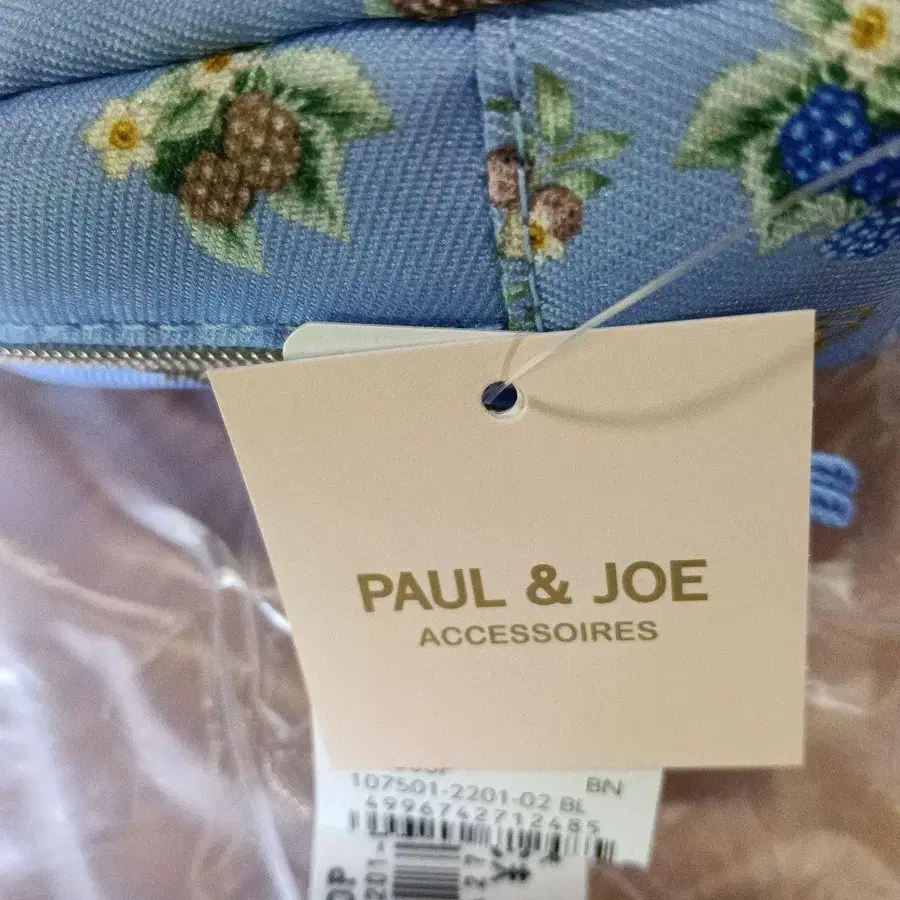 PAUL & JOE
ACCESSOIRES
BN
107501-2201-02 BL
4996742712485